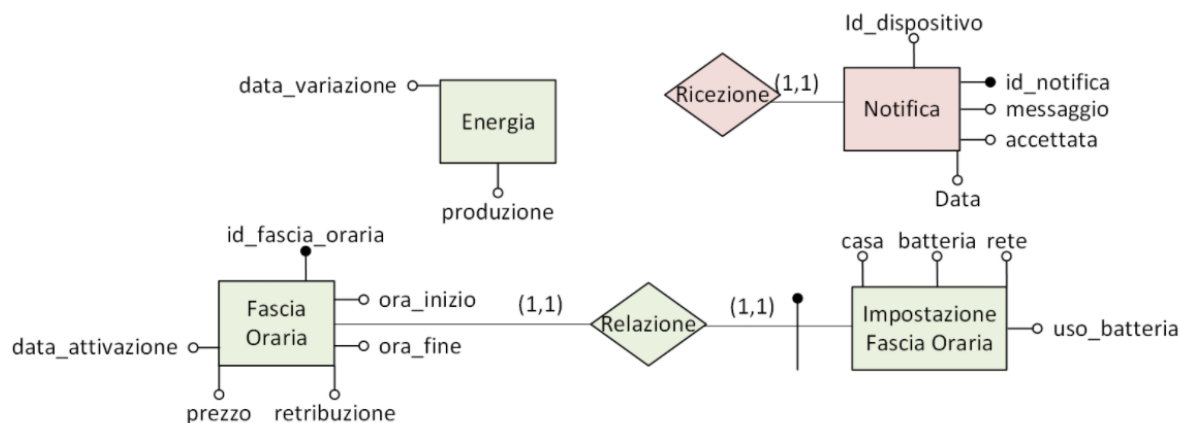 Id_dispositivo
data_variazione
Energia
produzione
Ricezione
(1,1)
Notifica
id_notifica
messaggio
accettata
Data
id_fascia_oraria
Fascia
Oraria
ora_inizio
ora_fine
data_attivazione
prezzo
retribuzione
(1,1)
Relazione
(1,1)
casa
batteria
rete
Impostazione
Fascia Oraria
uso_batteria